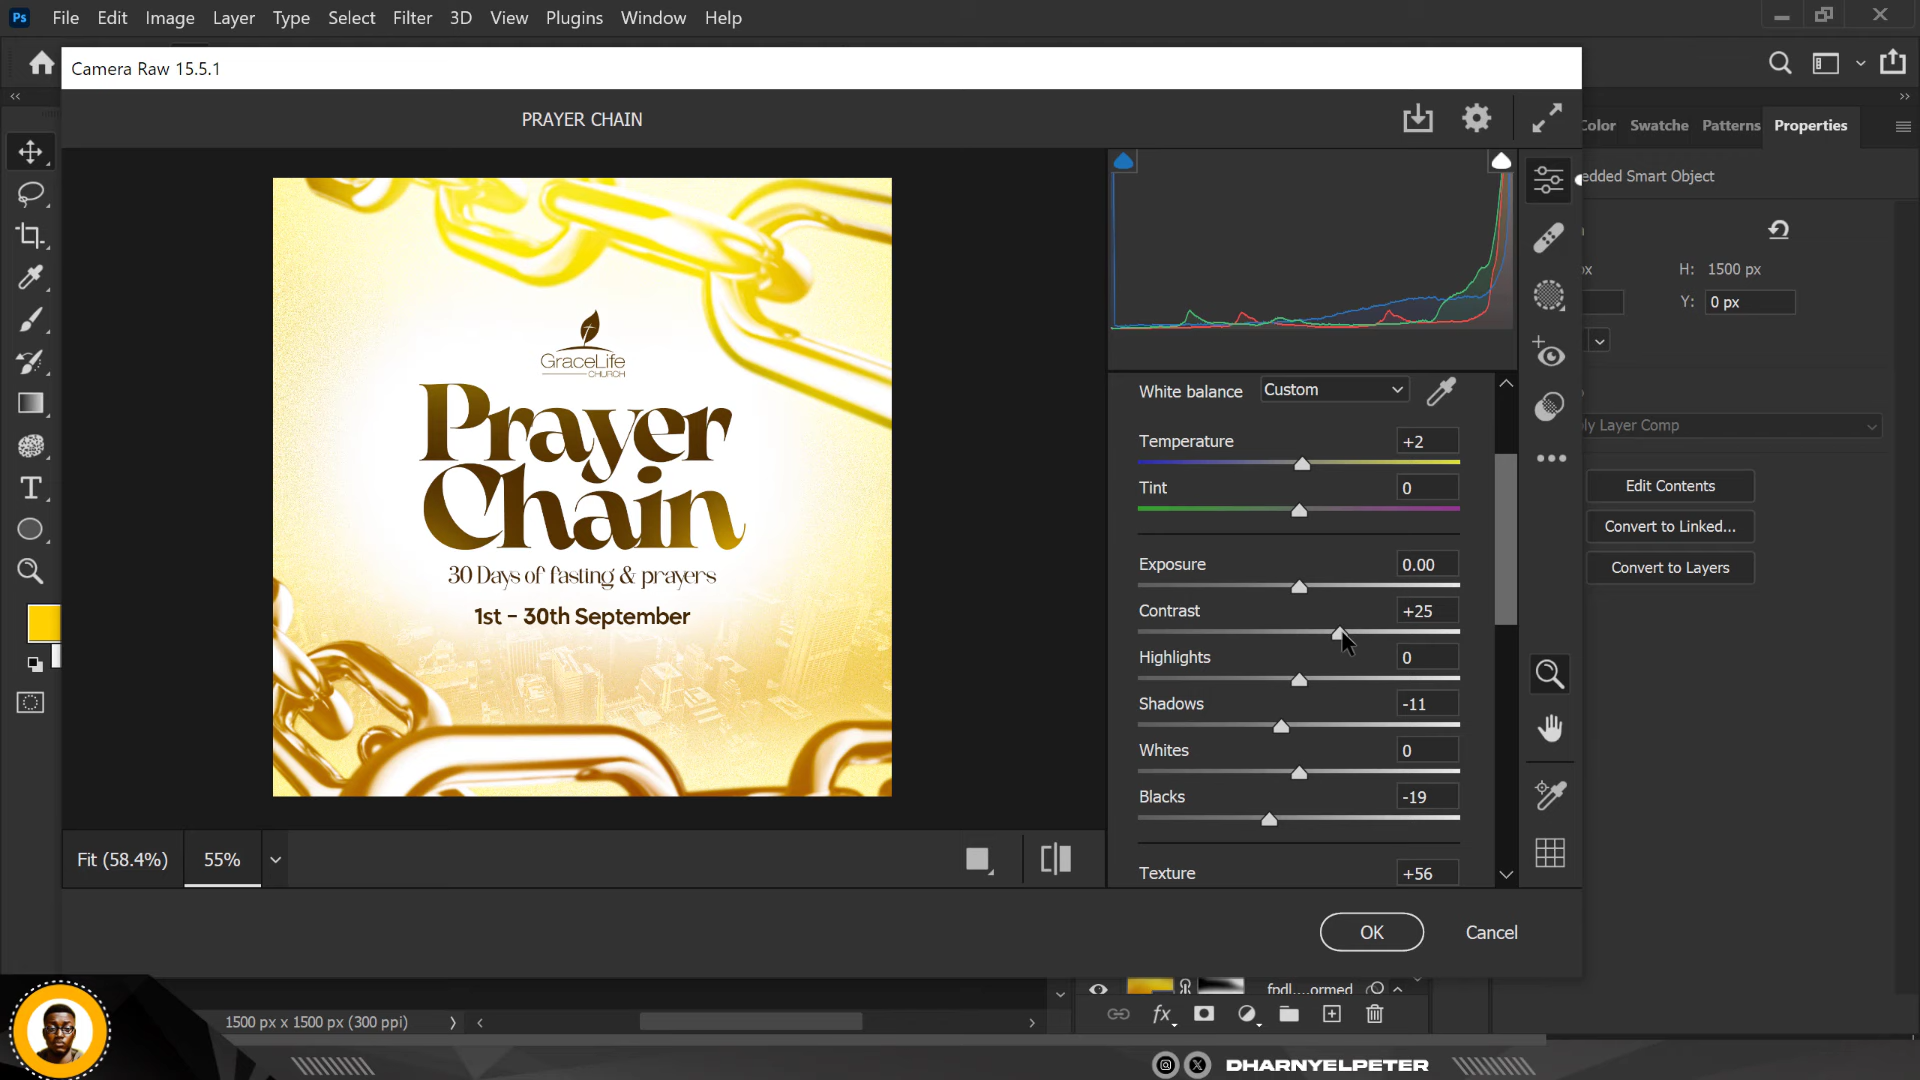 Ps File Edit Image Layer Type Select Filter 3D View Plugins Window Help
Camera Raw 15.5.1
PRAYER CHAIN
Color Swatche Patterns Properties
edded Smart Object
H: 1500 px
px
Y: 0 px
ly Layer Comp
Edit Contents
Convert to Linked...
Convert to Layers
White balance Custom
Temperature +2
Tint 0
Exposure 0.00
Contrast +25
Highlights 0
Shadows -11
Whites 0
Blacks -19
Texture +56
GraceLife
CHURCH
Prayer
Chain
30 Days of fasting & prayers
1st – 30th September
Fit (58.4%) 55%
OK Cancel
fpdl....ormed
fx
1500 px x 1500 px (300 ppi)
DHARNYELPETER